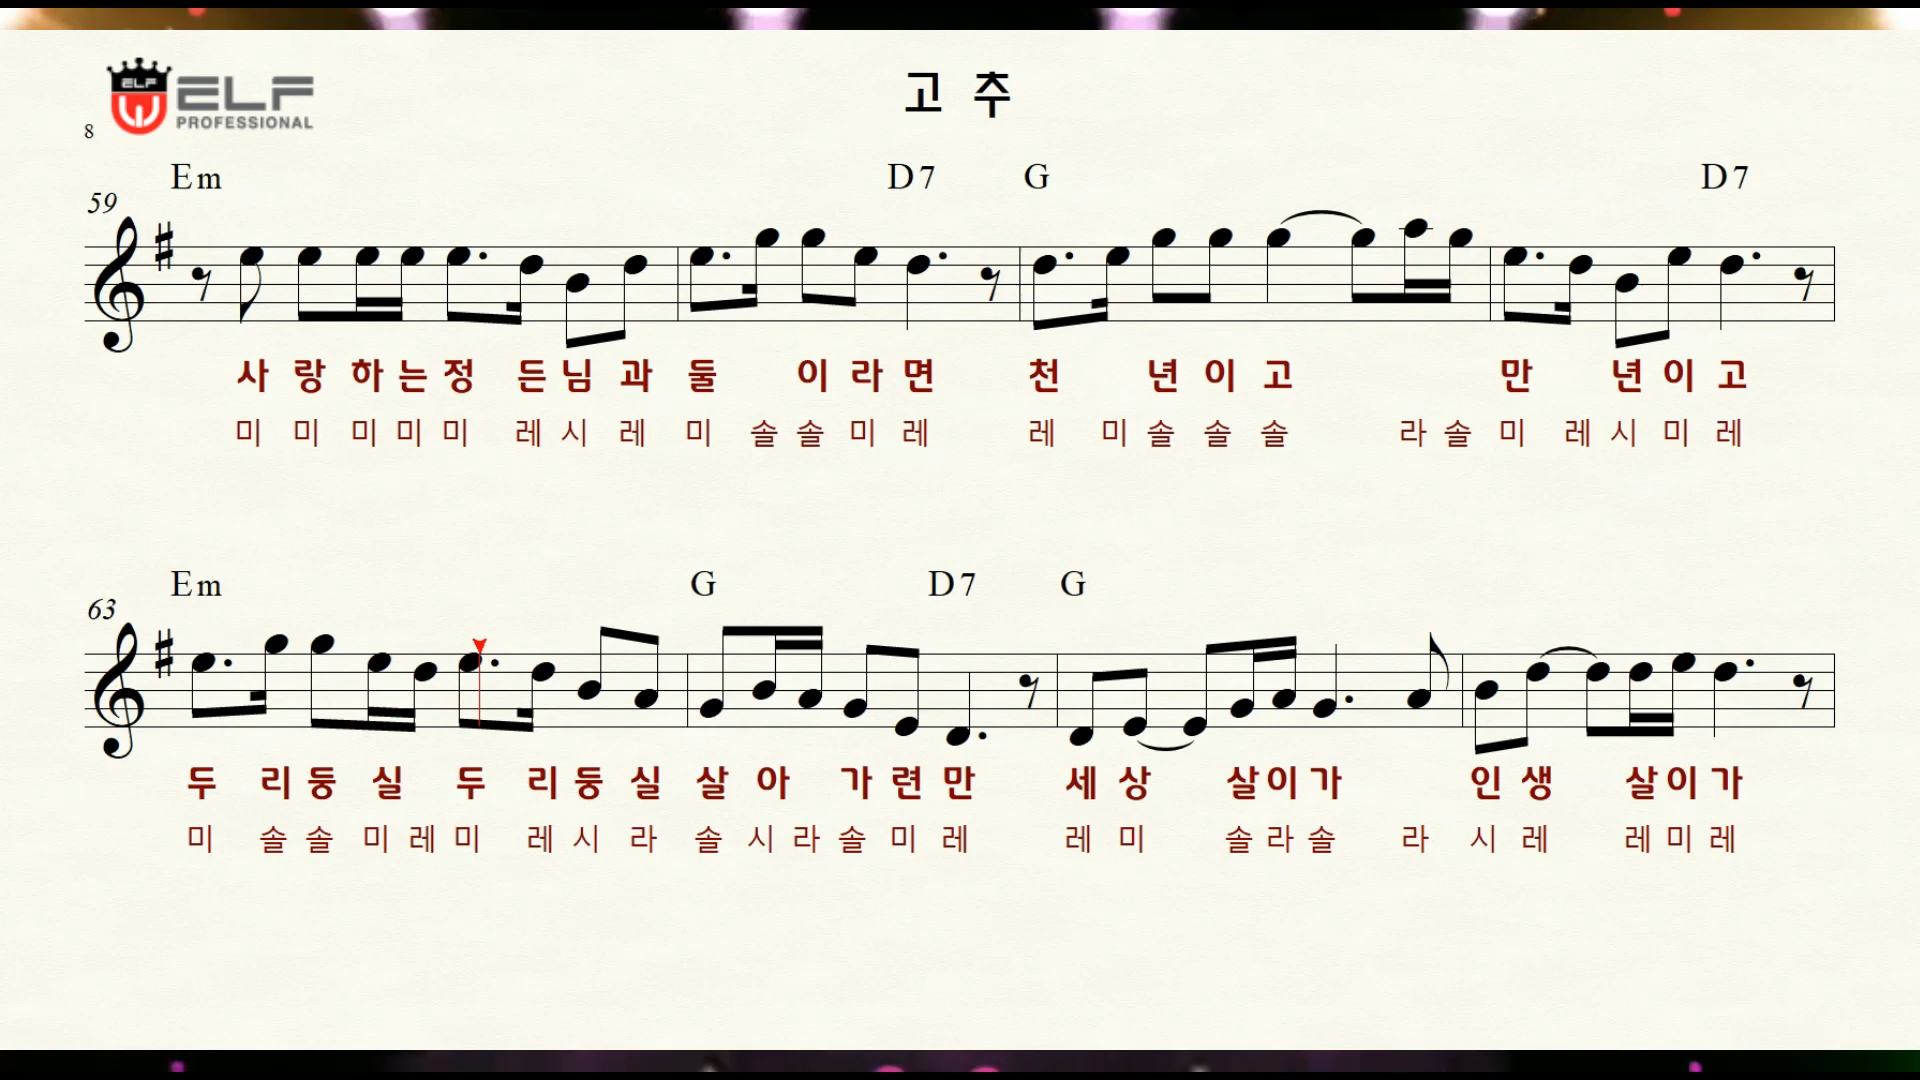 ELF
ELF
PROFESSIONAL
고 추
8
Em D7 G D7
59
사 랑 하 는 정 든 님 과 둘 이 라 면 천 년 이 고 만 년 이 고
미 미 미 미 미 레 시 레 미 솔 솔 미 레 레 미 솔 솔 솔 라 솔 미 레 시 미 레
Em G D7 G
63
두 리 둥 실 두 리 둥 실 살 아 가 련 만 세 상 살 이 가 인 생 살 이 가
미 솔 솔 미 레 미 레 시 라 솔 시 라 솔 미 레 레 미 솔 라 솔 라 시 레 레 미 레